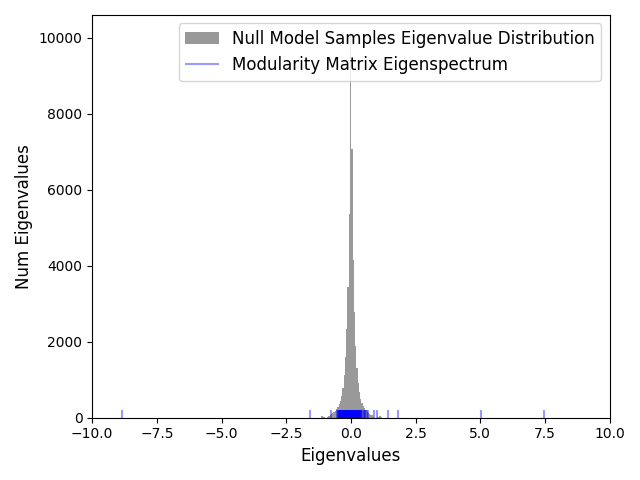 Null Model Samples Eigenvalue Distribution
Modularity Matrix Eigenspectrum
10000
8000
6000
4000
2000
0
Num Eigenvalues
−10.0 −7.5 −5.0 −2.5 0.0 2.5 5.0 7.5 10.0
Eigenvalues